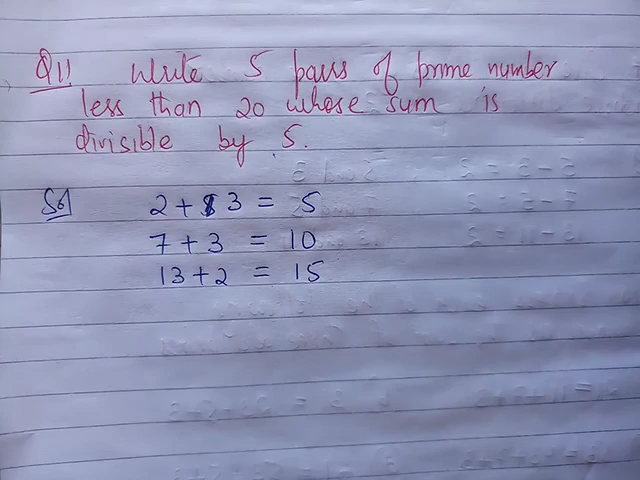 Q1! Write 5 pairs of prime number
less than 20 whose sum is
divisible by 5.
Sol 2 + 3 = 5
7 + 3 = 10
13 + 2 = 15